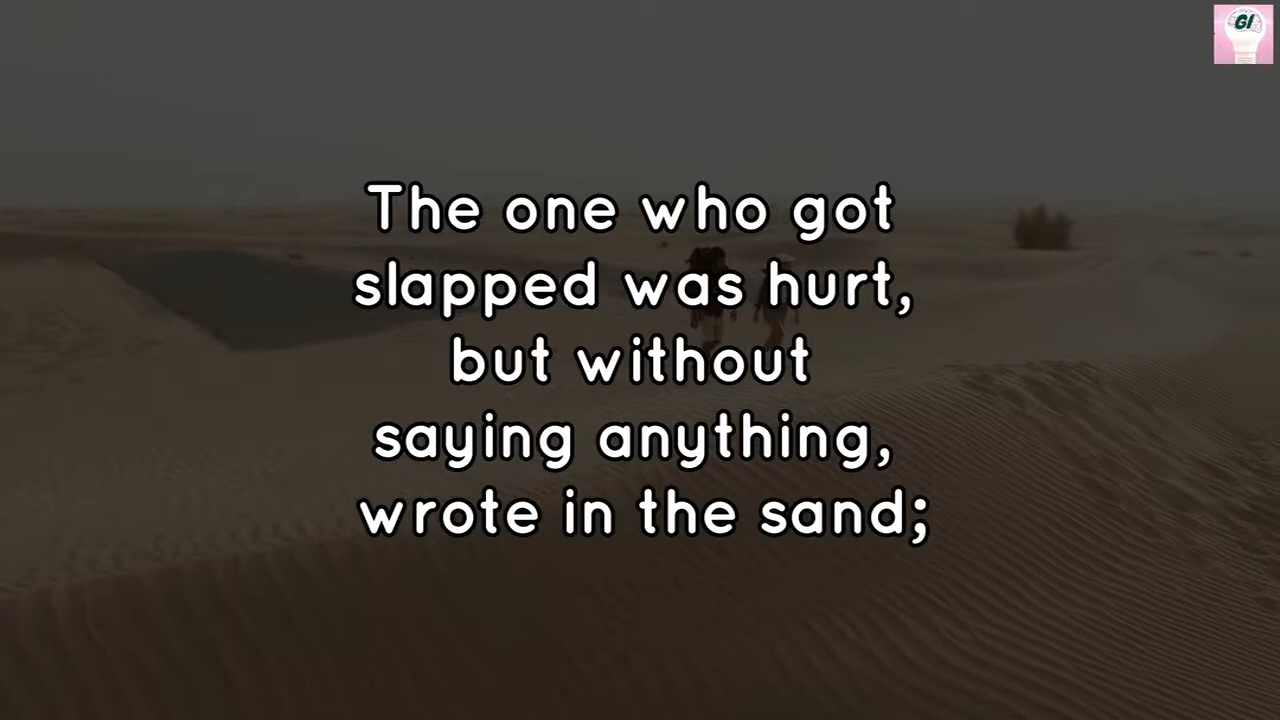 GI
The one who got
slapped was hurt,
but without
saying anything,
wrote in the sand;